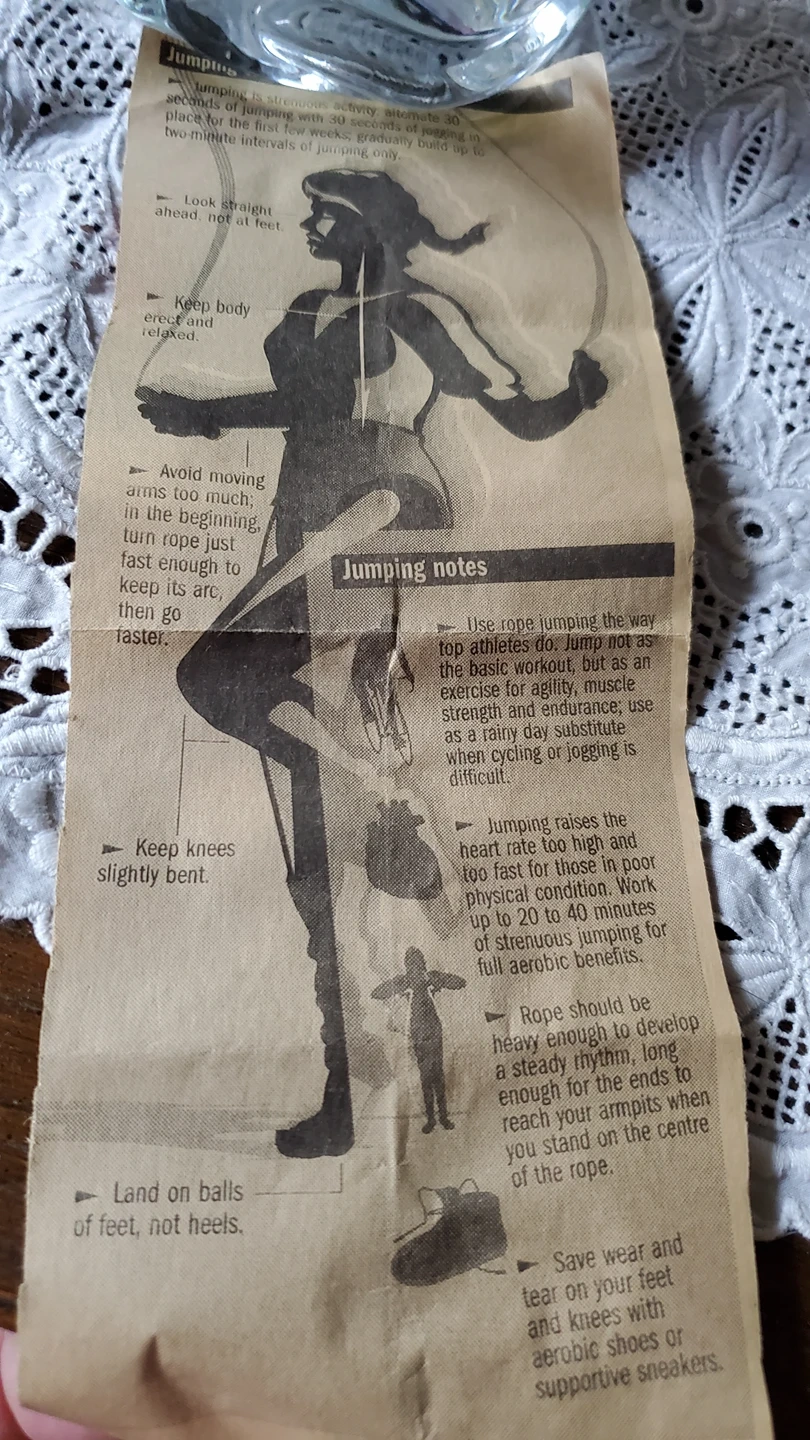 Jumping
► Jumping is strenuous activity, alternate 30
seconds of jumping with 30 seconds of jogging in
place for the first few weeks; gradually build up to
two-minute intervals of jumping only.
► Look straight
ahead, not at feet.
► Keep body
erect and
relaxed.
► Avoid moving
arms too much;
in the beginning,
turn rope just
fast enough to
keep its arc,
then go
faster.
► Keep knees
slightly bent.
► Land on balls
of feet, not heels.
Jumping notes
► Use rope jumping the way
top athletes do. Jump not as
the basic workout, but as an
exercise for agility, muscle
strength and endurance; use
as a rainy day substitute
when cycling or jogging is
difficult.
► Jumping raises the
heart rate too high and
too fast for those in poor
physical condition. Work
up to 20 to 40 minutes
of strenuous jumping for
full aerobic benefits.
► Rope should be
heavy enough to develop
a steady rhythm, long
enough for the ends to
reach your armpits when
you stand on the centre
of the rope.
► Save wear and
tear on your feet
and knees with
aerobic shoes or
supportive sneakers.